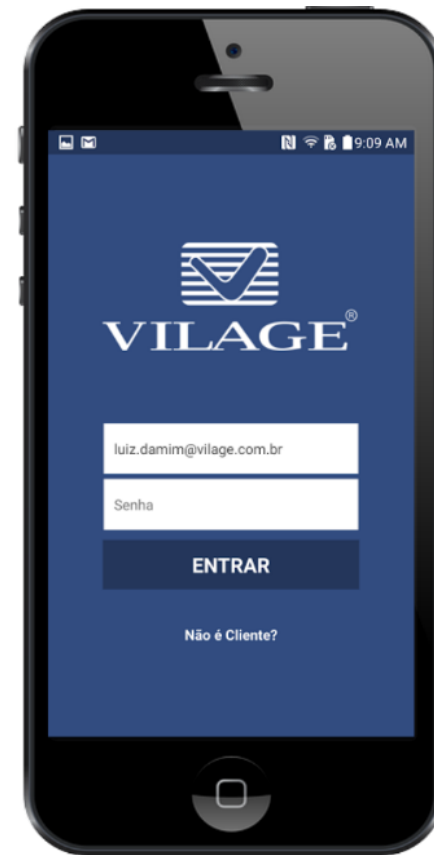 9:09 AM
VILAGE®
luiz.damim@vilage.com.br
Senha
ENTRAR
Não é Cliente?